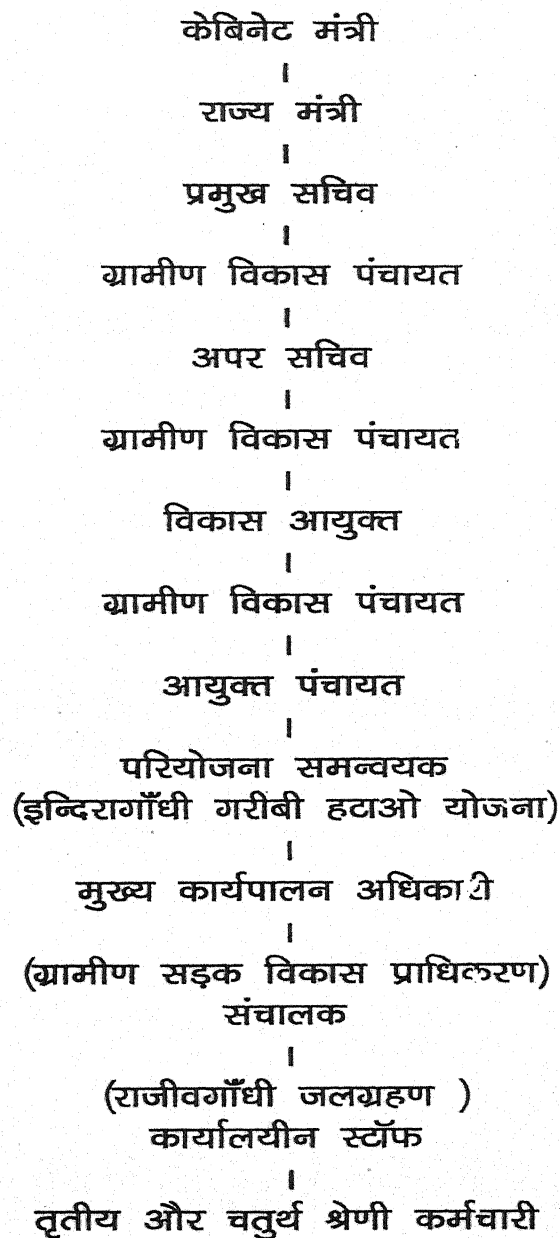 केबिनेट मंत्री
राज्य मंत्री
प्रमुख सचिव
ग्रामीण विकास पंचायत
अपर सचिव
ग्रामीण विकास पंचायत
विकास आयुक्त
ग्रामीण विकास पंचायत
आयुक्त पंचायत
परियोजना समन्वयक
(इन्दिरागाँधी गरीबी हटाओ योजना)
मुख्य कार्यपालन अधिकारी
(ग्रामीण सड़क विकास प्राधिकरण)
संचालक
(राजीवगाँधी जलग्रहण )
कार्यालयीन स्टॉफ
तृतीय और चतुर्थ श्रेणी कर्मचारी